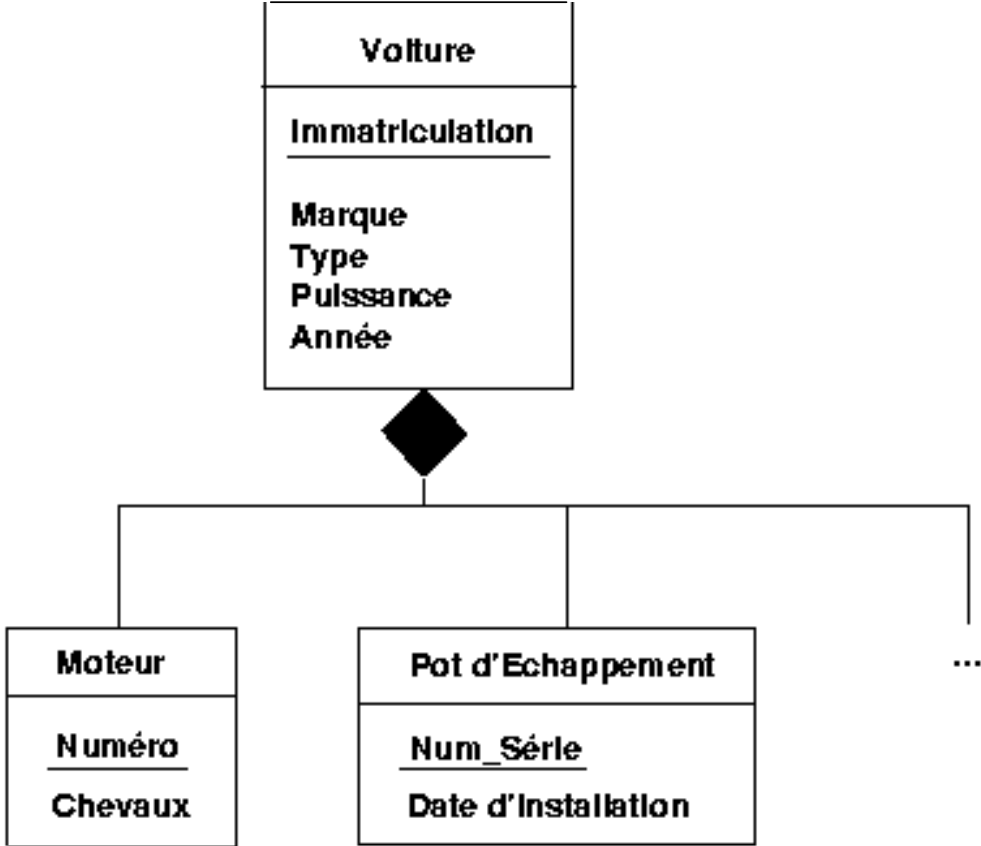 Voiture
Immatriculation
Marque
Type
Puissance
Année
Moteur
Numéro
Chevaux
Pot d'Echappement
Num_Série
Date d'Installation
...